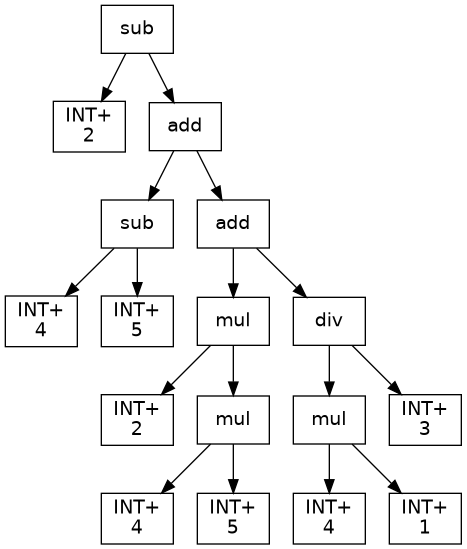 sub
INT+
2
add
sub
add
INT+
4
INT+
5
mul
div
INT+
2
mul
mul
INT+
3
INT+
4
INT+
5
INT+
4
INT+
1